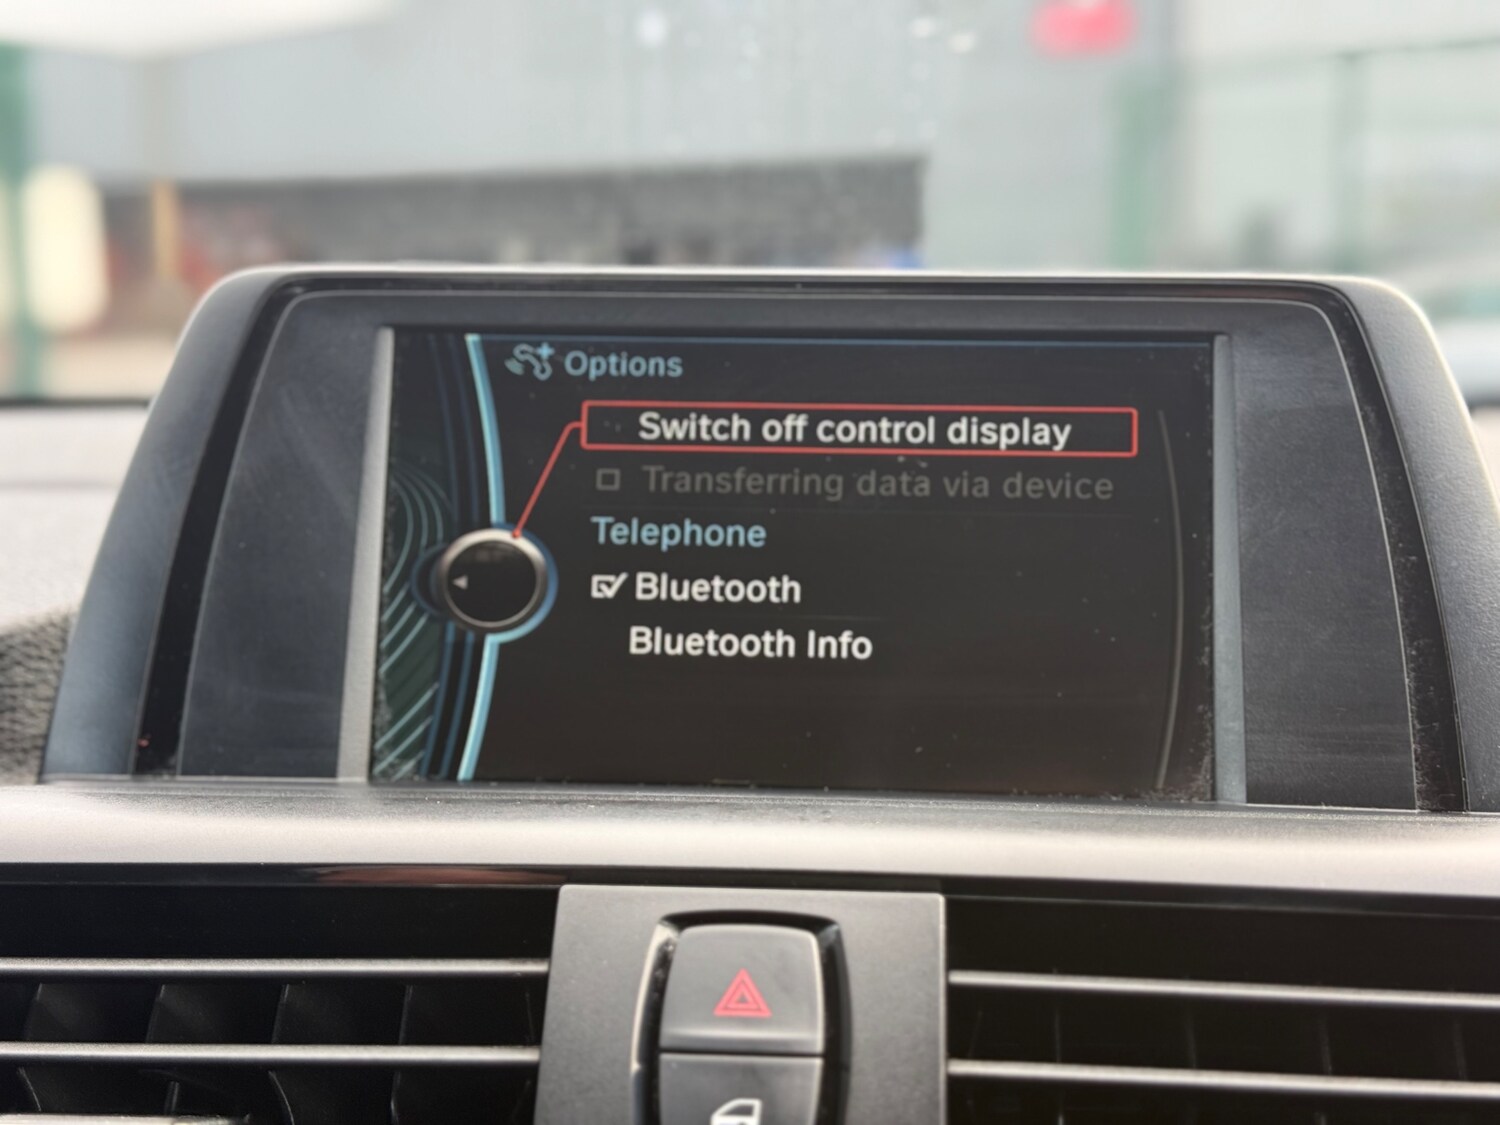 Options
Switch off control display
Transferring data via device
Telephone
Bluetooth
Bluetooth Info